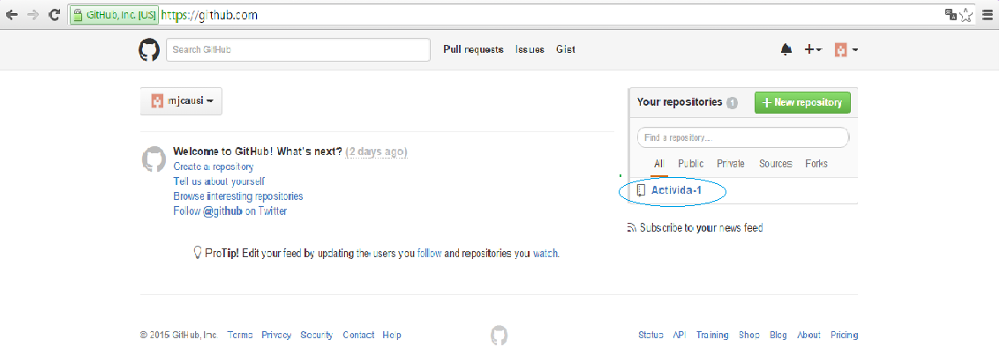 GitHub, Inc. [US] https://github.com
Search GitHub Pull requests Issues Gist
mjcausi
Welcome to GitHub! What's next? (2 days ago)
Create a repository
Tell us about yourself
Browse interesting repositories
Follow @github on Twitter
ProTip! Edit your feed by updating the users you follow and repositories you watch.
Your repositories 1 New repository
Find a repository...
All Public Private Sources Forks
Activida-1
Subscribe to your news feed
© 2015 GitHub, Inc. Terms Privacy Security Contact Help
Status API Training Shop Blog About Pricing